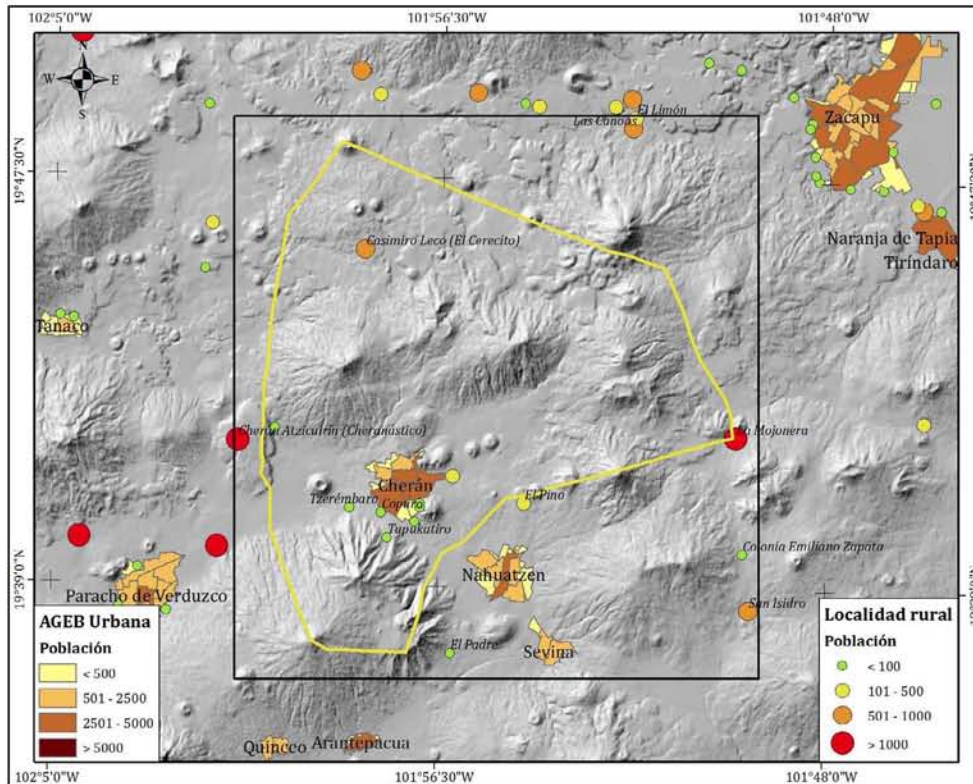 102°5'0"W
101°56'30"W
101°48'0"W
N
W
E
S
El Limón
Las Canoas
Zacapu
19°47'30"N
Casimiro Leco (El Cerecito)
Naranja de Tapia
Tiríndaro
Tanaco
Cherán Atzicuirín (Cheranástico)
La Mojonera
Cherán
El Pino
Tzerémbaro
Copuro
Tupukatiro
Colonia Emiliano Zapata
Nahuatzen
19°39'0"N
Paracho de Verduzco
San Isidro
El Padre
Sevina
AGEB Urbana
Población
< 500
501 - 2500
2501 - 5000
> 5000
Localidad rural
Población
< 100
101 - 500
501 - 1000
> 1000
Quinceo
Arantepacua
102°5'0"W
101°56'30"W
101°48'0"W